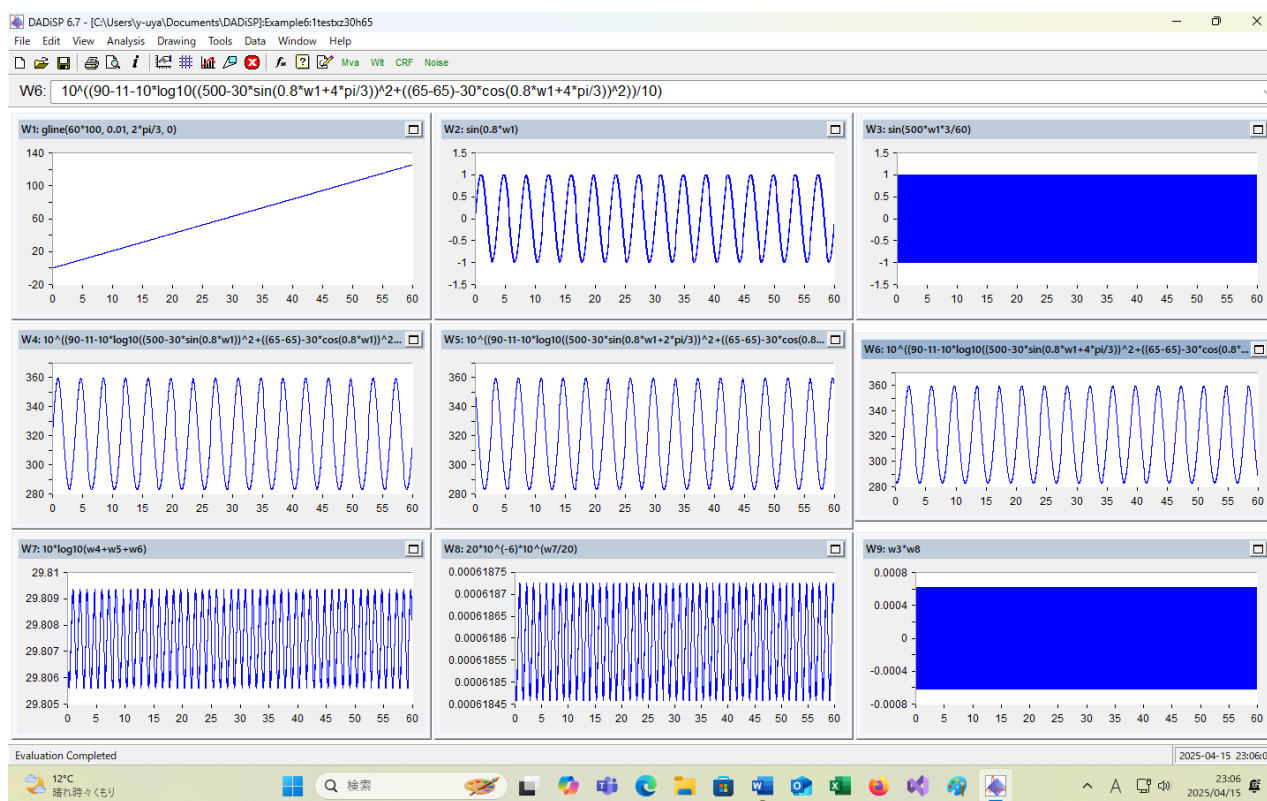 DADiSP 6.7 - [C:\Users\y-uya\Documents\DADiSP]:Example6:1testxz30h65
File Edit View Analysis Drawing Tools Data Window Help
Mva Wlt CRF Noise
W6: 10^((90-11-10*log10((500-30*sin(0.8*w1+4*pi/3))^2+((65-65)-30*cos(0.8*w1+4*pi/3))^2))/10)
W1: gline(60*100, 0.01, 2*pi/3, 0)
140
100
60
20
-20
0 5 10 15 20 25 30 35 40 45 50 55 60
W2: sin(0.8*w1)
1.5
1
0.5
0
-0.5
-1
-1.5
0 5 10 15 20 25 30 35 40 45 50 55 60
W3: sin(500*w1*3/60)
1.5
1
0.5
0
-0.5
-1
-1.5
0 5 10 15 20 25 30 35 40 45 50 55 60
W4: 10^((90-11-10*log10((500-30*sin(0.8*w1))^2+((65-65)-30*cos(0.8*w1))^2...
360
340
320
300
280
0 5 10 15 20 25 30 35 40 45 50 55 60
W5: 10^((90-11-10*log10((500-30*sin(0.8*w1+2*pi/3))^2+((65-65)-30*cos(0.8...
360
340
320
300
280
0 5 10 15 20 25 30 35 40 45 50 55 60
W6: 10^((90-11-10*log10((500-30*sin(0.8*w1+4*pi/3))^2+((65-65)-30*cos(0.8*...
360
340
320
300
280
0 5 10 15 20 25 30 35 40 45 50 55 60
W7: 10*log10(w4+w5+w6)
29.81
29.809
29.808
29.807
29.806
29.805
0 5 10 15 20 25 30 35 40 45 50 55 60
W8: 20*10^(-6)*10^(w7/20)
0.00061875
0.0006187
0.00061865
0.0006186
0.00061855
0.0006185
0.00061845
0 5 10 15 20 25 30 35 40 45 50 55 60
W9: w3*w8
0.0008
0.0004
0
-0.0004
-0.0008
0 5 10 15 20 25 30 35 40 45 50 55 60
Evaluation Completed
2025-04-15 23:06:0
12°C
晴れ時々くもり
検索
A
23:06
2025/04/15